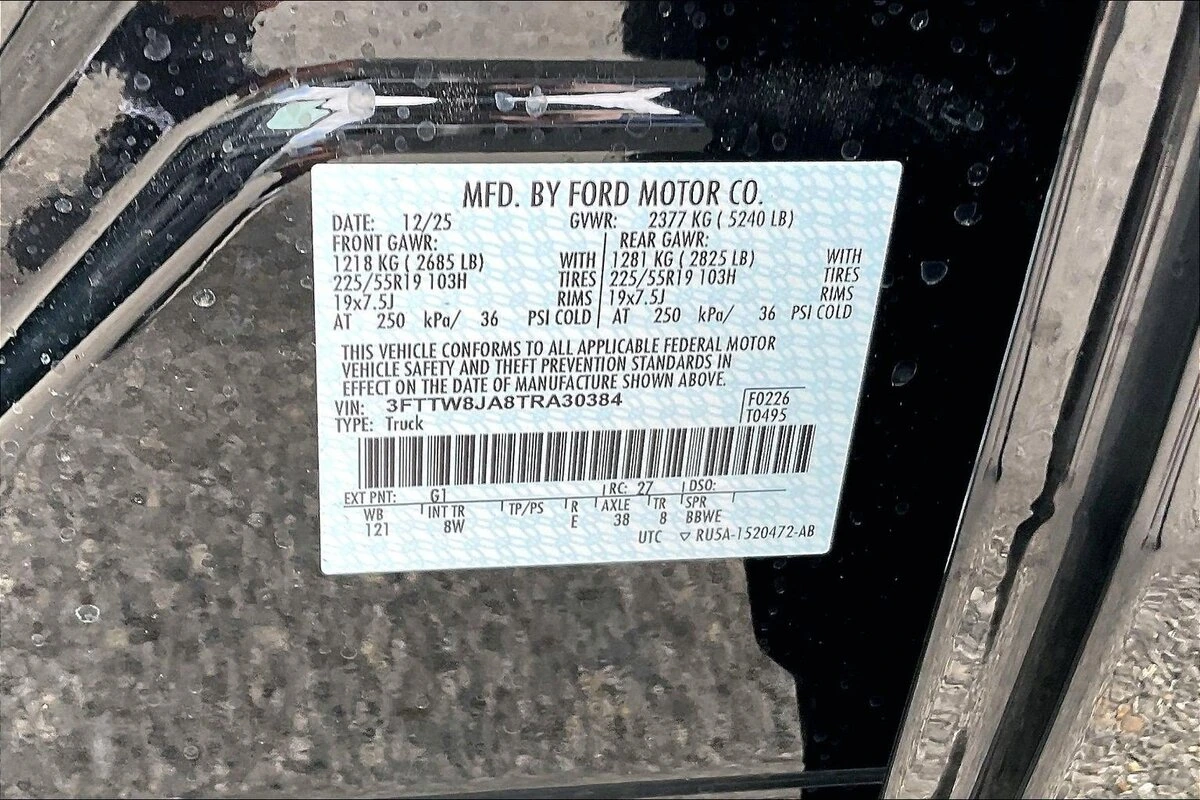 MFD. BY FORD MOTOR CO.
DATE: 12/25 GVWR: 2377 KG ( 5240 LB)
FRONT GAWR: REAR GAWR:
1218 KG ( 2685 LB) WITH 1281 KG ( 2825 LB) WITH
225/55R19 103H TIRES 225/55R19 103H TIRES
19x7.5J RIMS 19x7.5J RIMS
AT 250 kPa/ 36 PSI COLD AT 250 kPa/ 36 PSI COLD
THIS VEHICLE CONFORMS TO ALL APPLICABLE FEDERAL MOTOR
VEHICLE SAFETY AND THEFT PREVENTION STANDARDS IN
EFFECT ON THE DATE OF MANUFACTURE SHOWN ABOVE.
VIN: 3FTTW8JA8TRA30384 F0226
TYPE: Truck T0495
EXT PNT: G1 RC: 27 DSO:
WB INT TR TP/PS R AXLE TR SPR
121 8W E 38 8 BBWE
UTC ▽ RU5A-1520472-AB